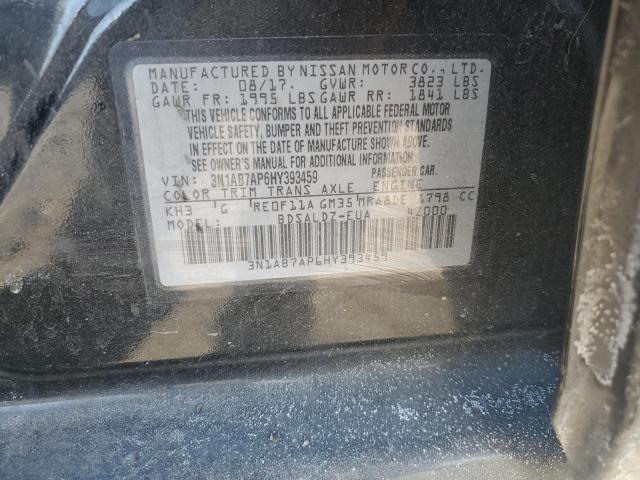 MANUFACTURED BY NISSAN MOTOR CO., LTD.
DATE: 08/17. GVWR: 3823 LBS
GAWR FR: 1995 LBS GAWR RR: 1841 LBS
THIS VEHICLE CONFORMS TO ALL APPLICABLE FEDERAL MOTOR
VEHICLE SAFETY, BUMPER AND THEFT PREVENTION STANDARDS
IN EFFECT ON THE DATE OF MANUFACTURE SHOWN ABOVE.
SEE OWNER'S MANUAL FOR ADDITIONAL INFORMATION.
VIN: 3N1AB7AP6HY393459 PASSENGER CAR.
COLOR TRIM TRANS AXLE ENGINE
KH3 G RE0F11A GM35 MRA8DE 1798 CC
MODEL: BDSALDZ-EUA 42000
3N1AB7AP6HY393459